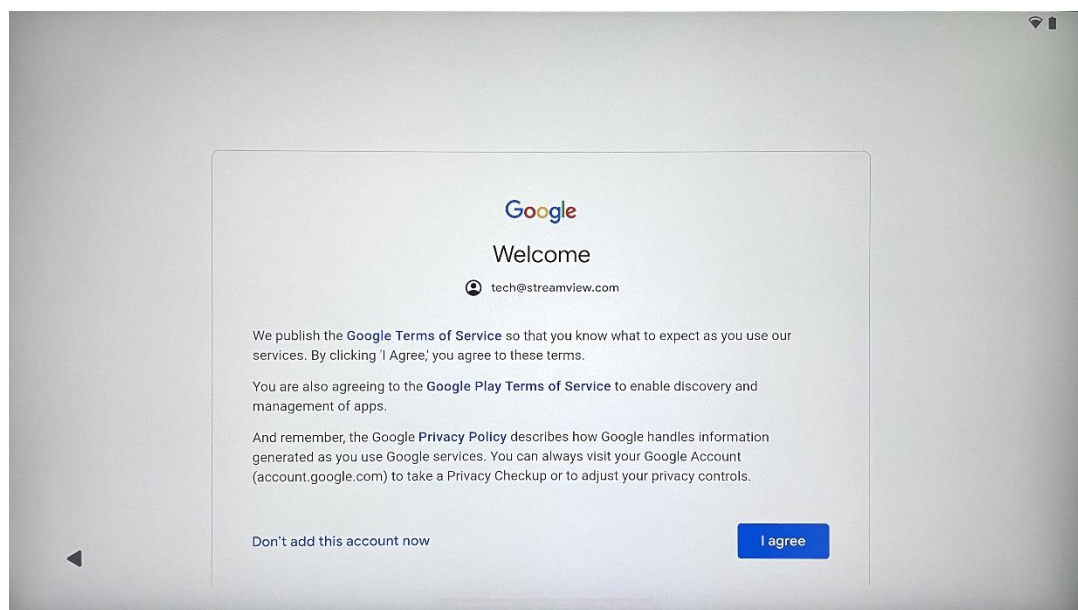 Google
Welcome
tech@streamview.com
We publish the Google Terms of Service so that you know what to expect as you use our
services. By clicking 'I Agree,' you agree to these terms.
You are also agreeing to the Google Play Terms of Service to enable discovery and
management of apps.
And remember, the Google Privacy Policy describes how Google handles information
generated as you use Google services. You can always visit your Google Account
(account.google.com) to take a Privacy Checkup or to adjust your privacy controls.
Don't add this account now
I agree